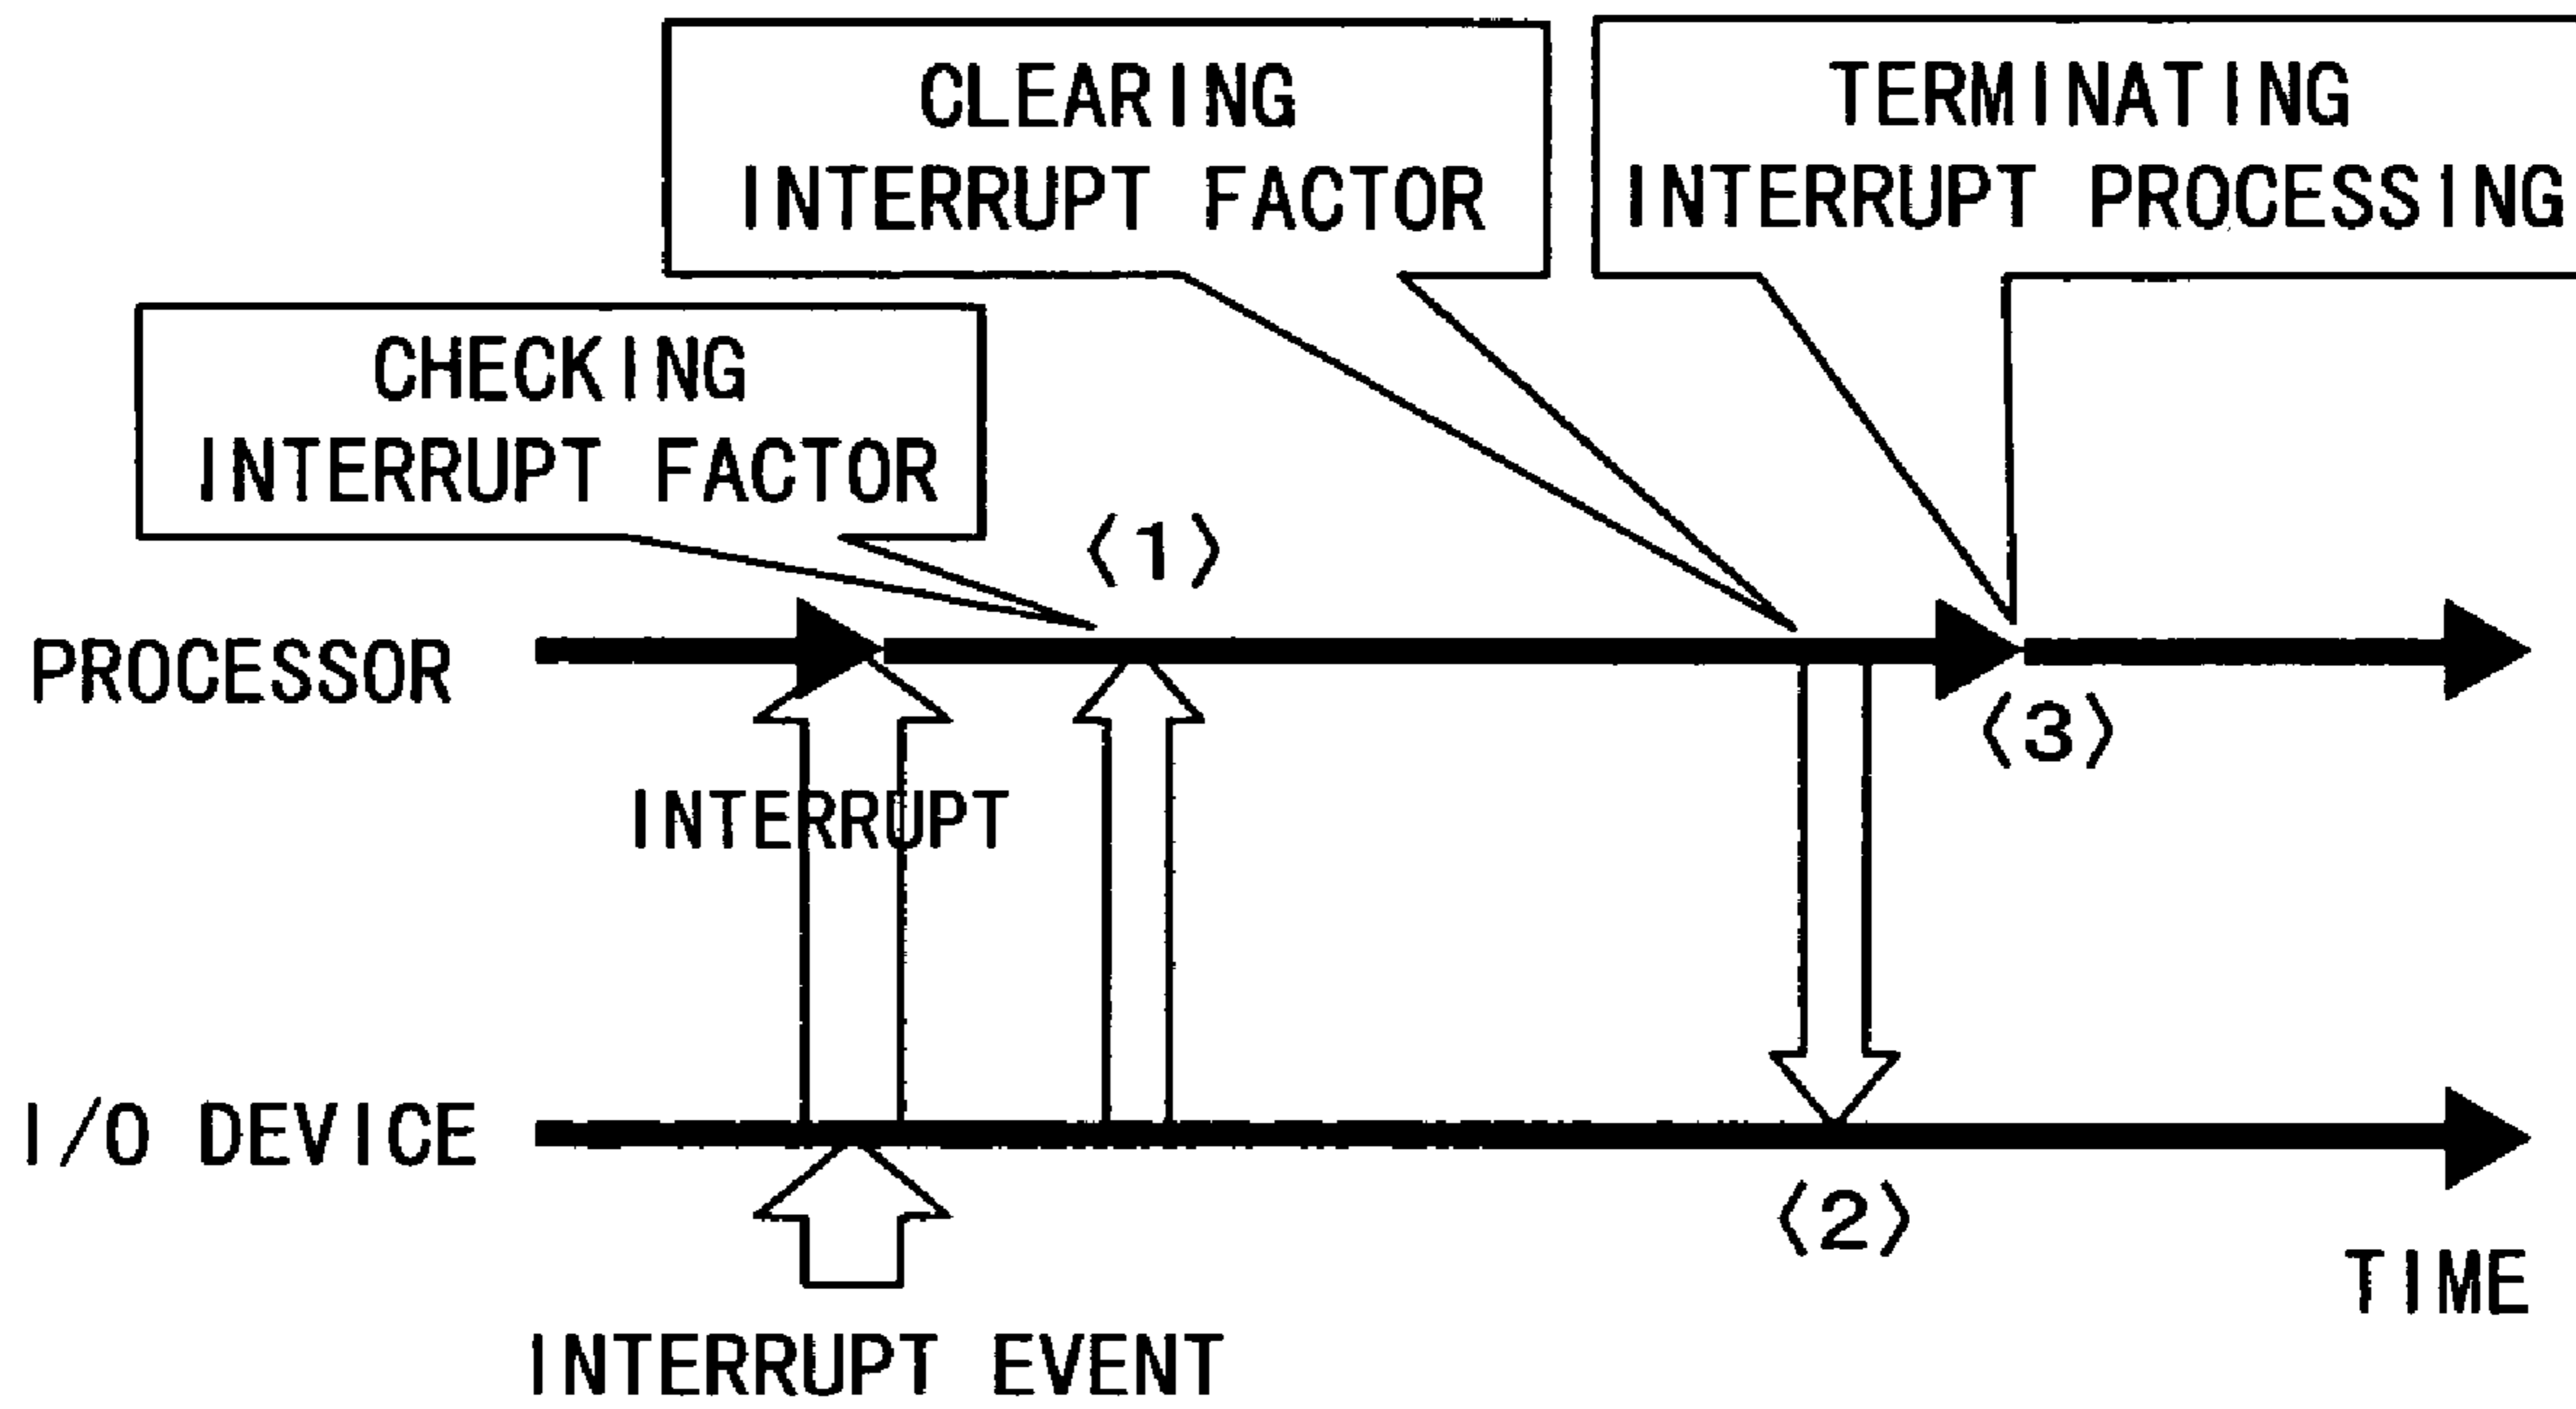 CLEARING
INTERRUPT FACTOR
TERMINATING
INTERRUPT PROCESSING
CHECKING
INTERRUPT FACTOR
〈1〉
PROCESSOR
〈3〉
INTERRUPT
I/O DEVICE
〈2〉
TIME
INTERRUPT EVENT